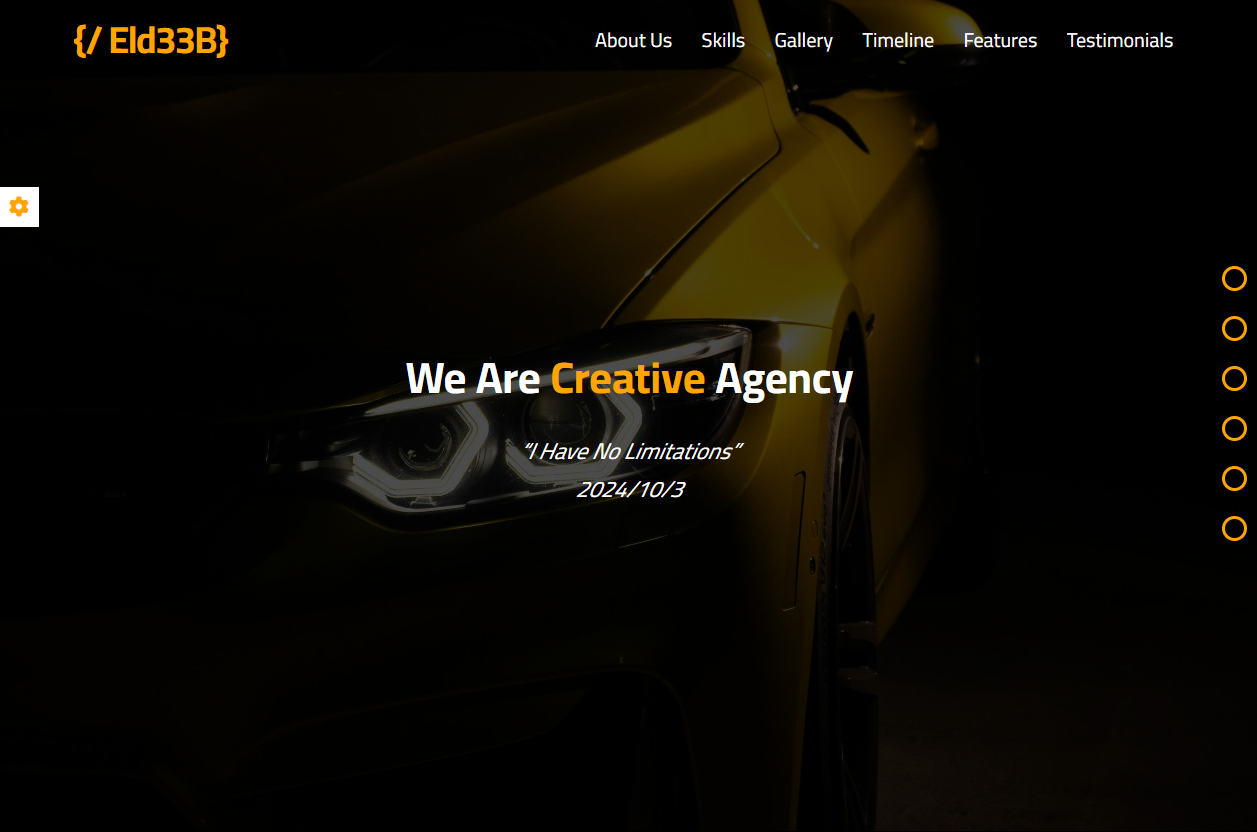 {/ Eld33B}
About Us Skills Gallery Timeline Features Testimonials
We Are Creative Agency
“I Have No Limitations”
2024/10/3